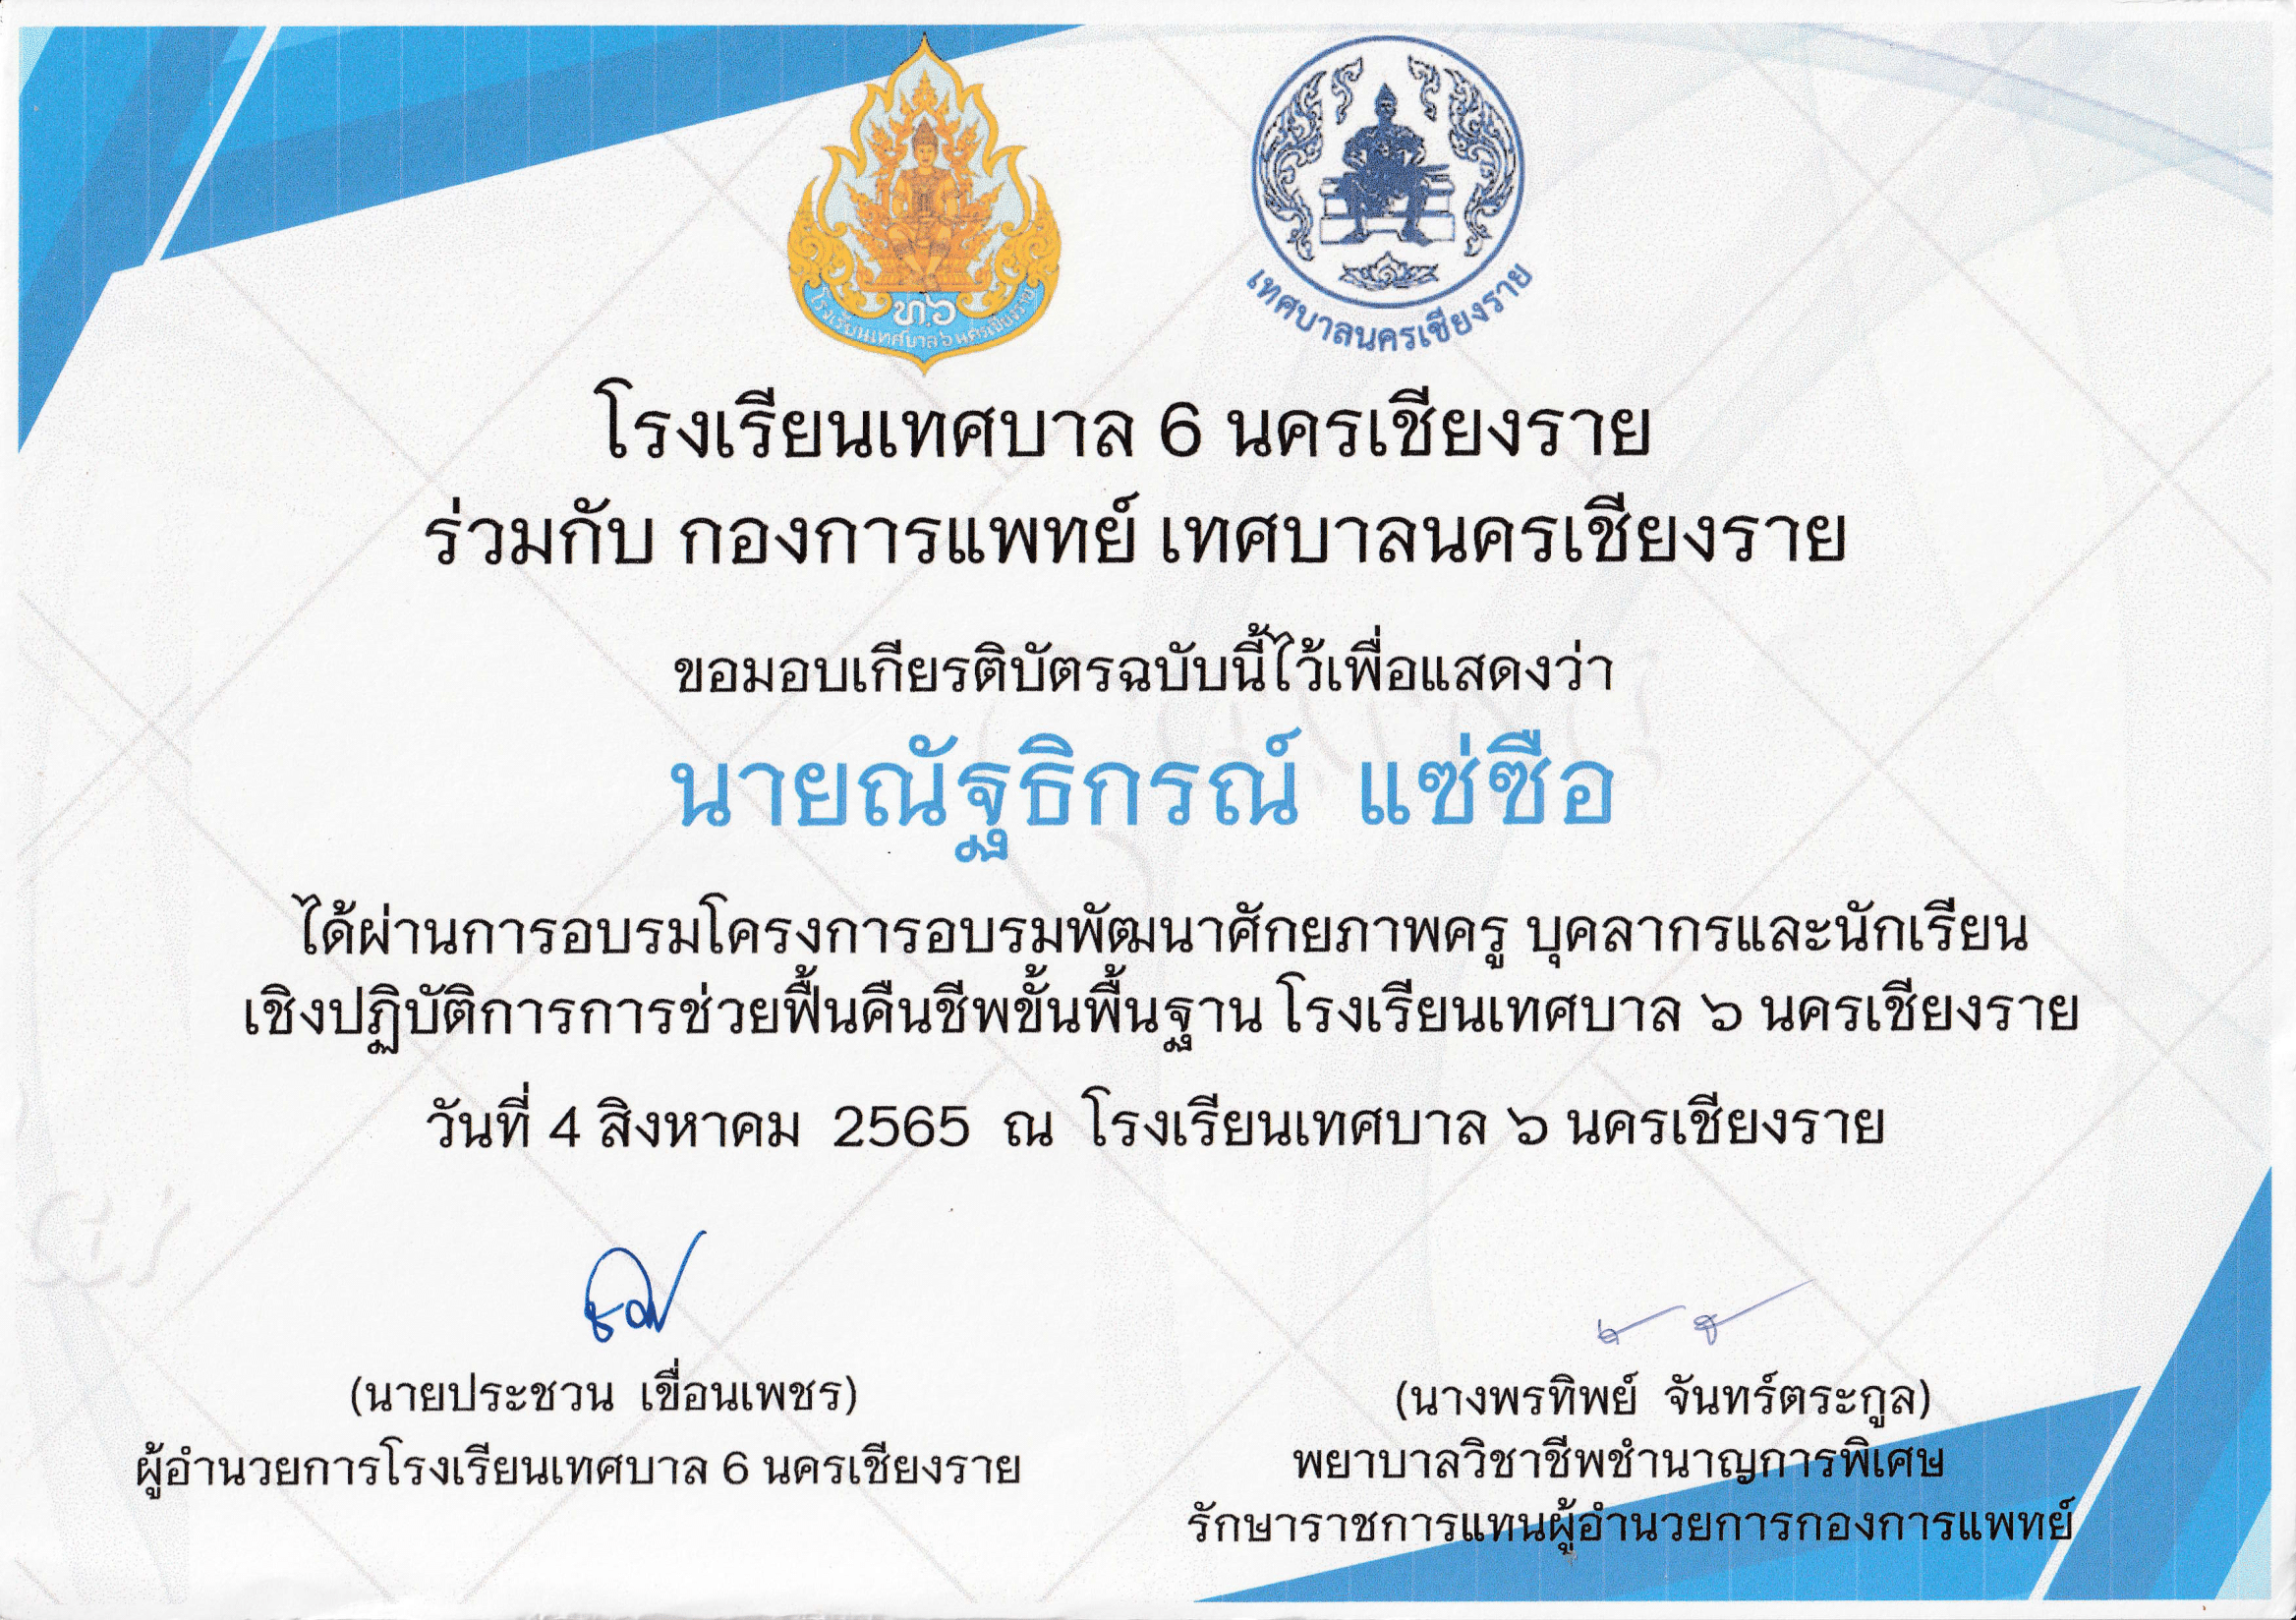 ท.๖
โรงเรียนเทศบาล ๖ นครเชียงราย
เทศบาลนครเชียงราย
โรงเรียนเทศบาล 6 นครเชียงราย
ร่วมกับ กองการแพทย์ เทศบาลนครเชียงราย
ขอมอบเกียรติบัตรฉบับนี้ไว้เพื่อแสดงว่า
นายณัฐธิกรณ์ แซ่ซือ
ได้ผ่านการอบรมโครงการอบรมพัฒนาศักยภาพครู บุคลากรและนักเรียน
เชิงปฏิบัติการการช่วยฟื้นคืนชีพขั้นพื้นฐาน โรงเรียนเทศบาล ๖ นครเชียงราย
วันที่ 4 สิงหาคม 2565 ณ โรงเรียนเทศบาล ๖ นครเชียงราย
(นายประชวน เขื่อนเพชร)
ผู้อำนวยการโรงเรียนเทศบาล 6 นครเชียงราย
(นางพรทิพย์ จันทร์ตระกูล)
พยาบาลวิชาชีพชำนาญการพิเศษ
รักษาราชการแทนผู้อำนวยการกองการแพทย์